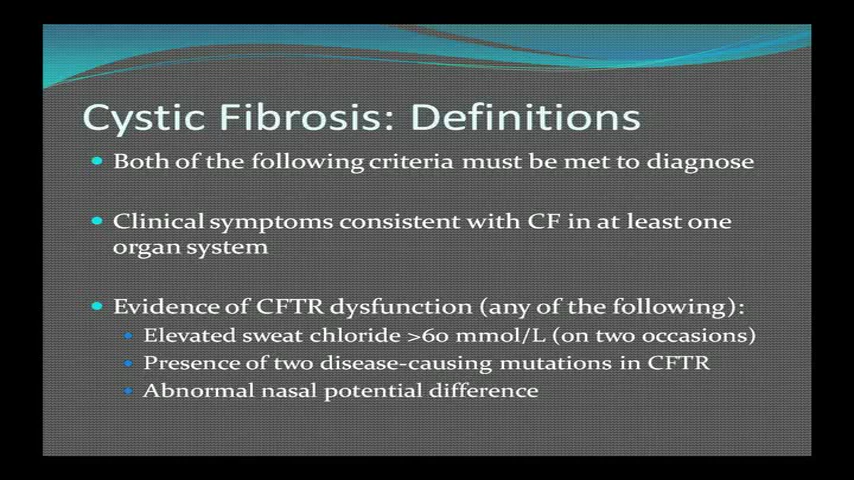 Cystic Fibrosis: Definitions
Both of the following criteria must be met to diagnose
Clinical symptoms consistent with CF in at least one
organ system
Evidence of CFTR dysfunction (any of the following):
Elevated sweat chloride >60 mmol/L (on two occasions)
Presence of two disease-causing mutations in CFTR
Abnormal nasal potential difference